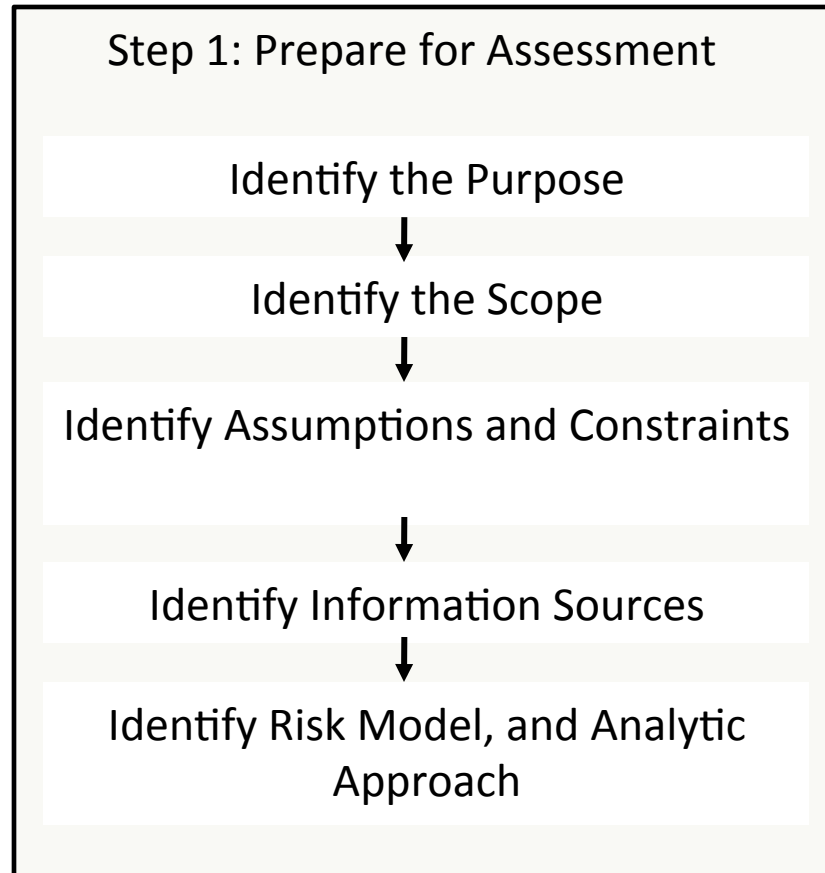 Step 1: Prepare for Assessment
Identify the Purpose
Identify the Scope
Identify Assumptions and Constraints
Identify Information Sources
Identify Risk Model, and Analytic
Approach